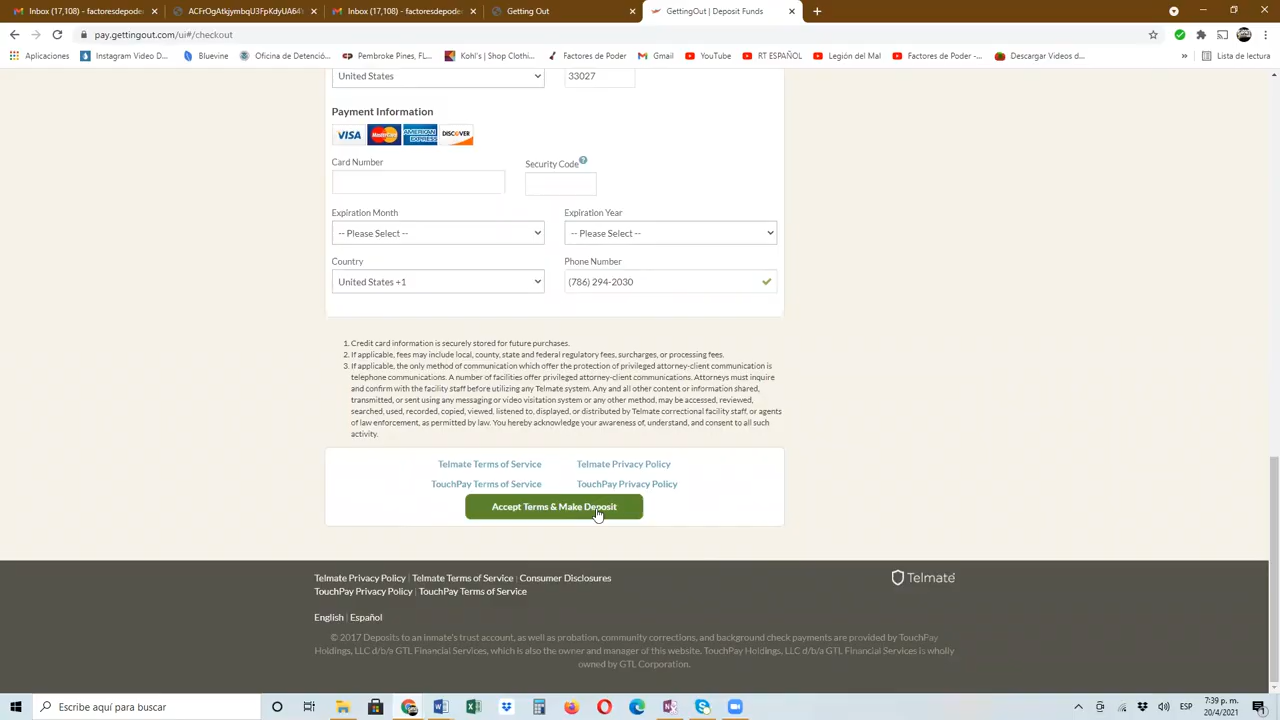 Inbox (17,108) - factoresdepode
ACFrOgTelkjymbqU3FpKdyUA64
Inbox (17,108) - factoresdepode
Getting Out
GettingOut | Deposit Funds
pay.gettingout.com/ui#/checkout
Aplicaciones
Instagram Video D...
Bluevine
Oficina de Detenció...
Pembroke Pines, FL...
Kohl's | Shop Clothi...
Factores de Poder
Gmail
YouTube
RT ESPAÑOL
Legión del Mal
Factores de Poder -...
Descargar Videos d...
Lista de lectura
United States
33027
Payment Information
VISA MasterCard AMERICAN EXPRESS DISCOVER
Card Number
Security Code
Expiration Month
Expiration Year
-- Please Select --
-- Please Select --
Country
Phone Number
United States +1
(786) 294-2030
1. Credit card information is securely stored for future purchases.
2. If applicable, fees may include local, county, state and federal regulatory fees, surcharges, or processing fees.
3. If applicable, the only method of communication which offer the protection of privileged attorney-client communication is
telephone communications. A number of facilities offer privileged attorney-client communications. Attorneys must inquire
and confirm with the facility staff before utilizing any Telmate system. Any and all other content or information shared,
transmitted, or sent using any messaging or video visitation system or any other method, may be accessed, reviewed,
searched, used, recorded, copied, viewed, listened to, displayed, or distributed by Telmate correctional facility staff, or agents
of law enforcement, as permitted by law. You hereby acknowledge your awareness of, understand, and consent to all such
activity.
Telmate Terms of Service
Telmate Privacy Policy
TouchPay Terms of Service
TouchPay Privacy Policy
Accept Terms & Make Deposit
Telmate Privacy Policy | Telmate Terms of Service | Consumer Disclosures
TouchPay Privacy Policy | TouchPay Terms of Service
Telmate
English | Español
© 2017 Deposits to an inmate's trust account, as well as probation, community corrections, and background check payments are provided by TouchPay
Holdings, LLC d/b/a GTL Financial Services, which is also the owner and manager of this website. TouchPay Holdings, LLC d/b/a GTL Financial Services is wholly
owned by GTL Corporation.
Escribe aquí para buscar
ESP
7:39 p. m.
20/4/2021